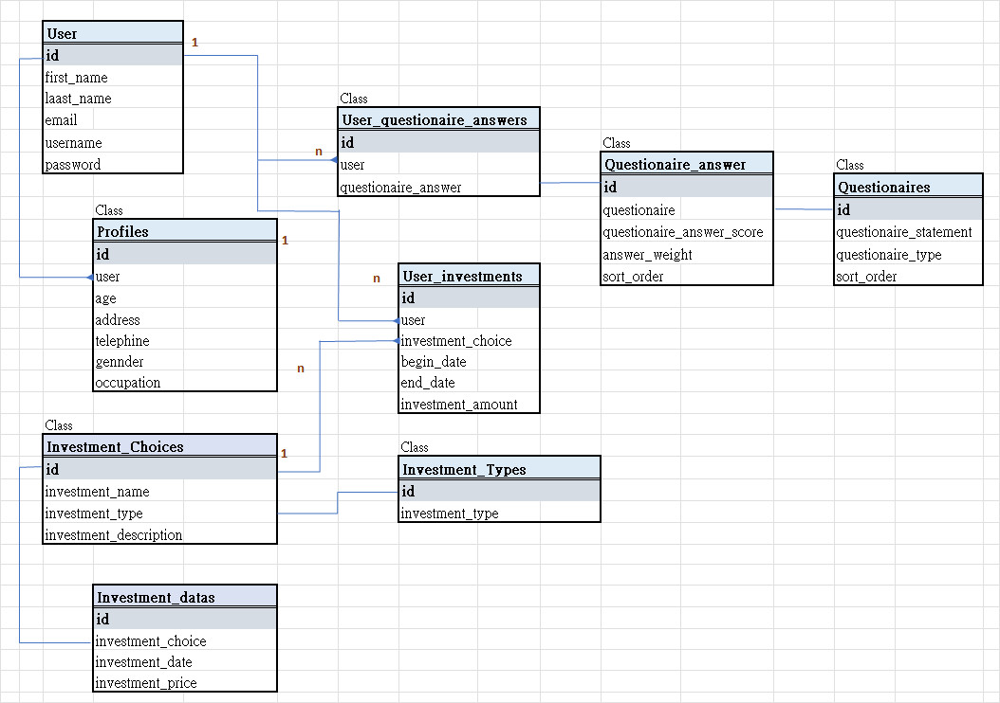 User
id
first_name
laast_name
email
username
password
1
n
Class
User_questionaire_answers
id
user
questionaire_answer
Class
Questionaire_answer
id
questionaire
questionaire_answer_score
answer_weight
sort_order
Class
Questionaires
id
questionaire_statement
questionaire_type
sort_order
Class
Profiles
id
user
age
address
telephine
gennder
occupation
1
n
User_investments
id
user
investment_choice
begin_date
end_date
investment_amount
n
Class
Investment_Choices
id
investment_name
investment_type
investment_description
1
Class
Investment_Types
id
investment_type
Investment_datas
id
investment_choice
investment_date
investment_price